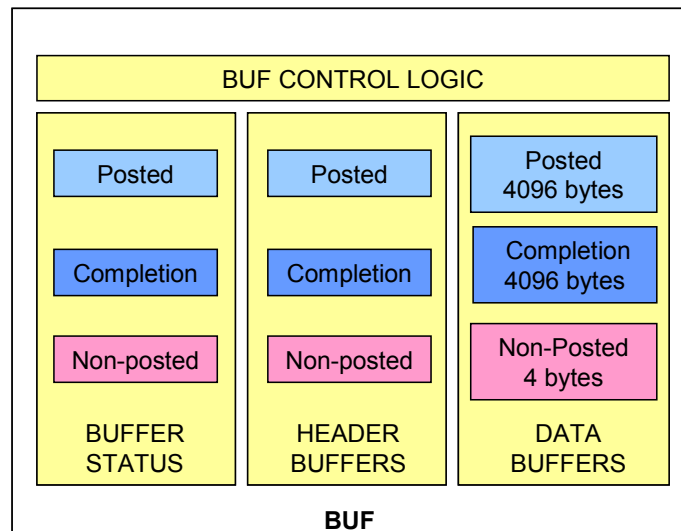 BUF CONTROL LOGIC
Posted
Completion
Non-posted
BUFFER
STATUS
Posted
Completion
Non-posted
HEADER
BUFFERS
Posted
4096 bytes
Completion
4096 bytes
Non-Posted
4 bytes
DATA
BUFFERS
BUF